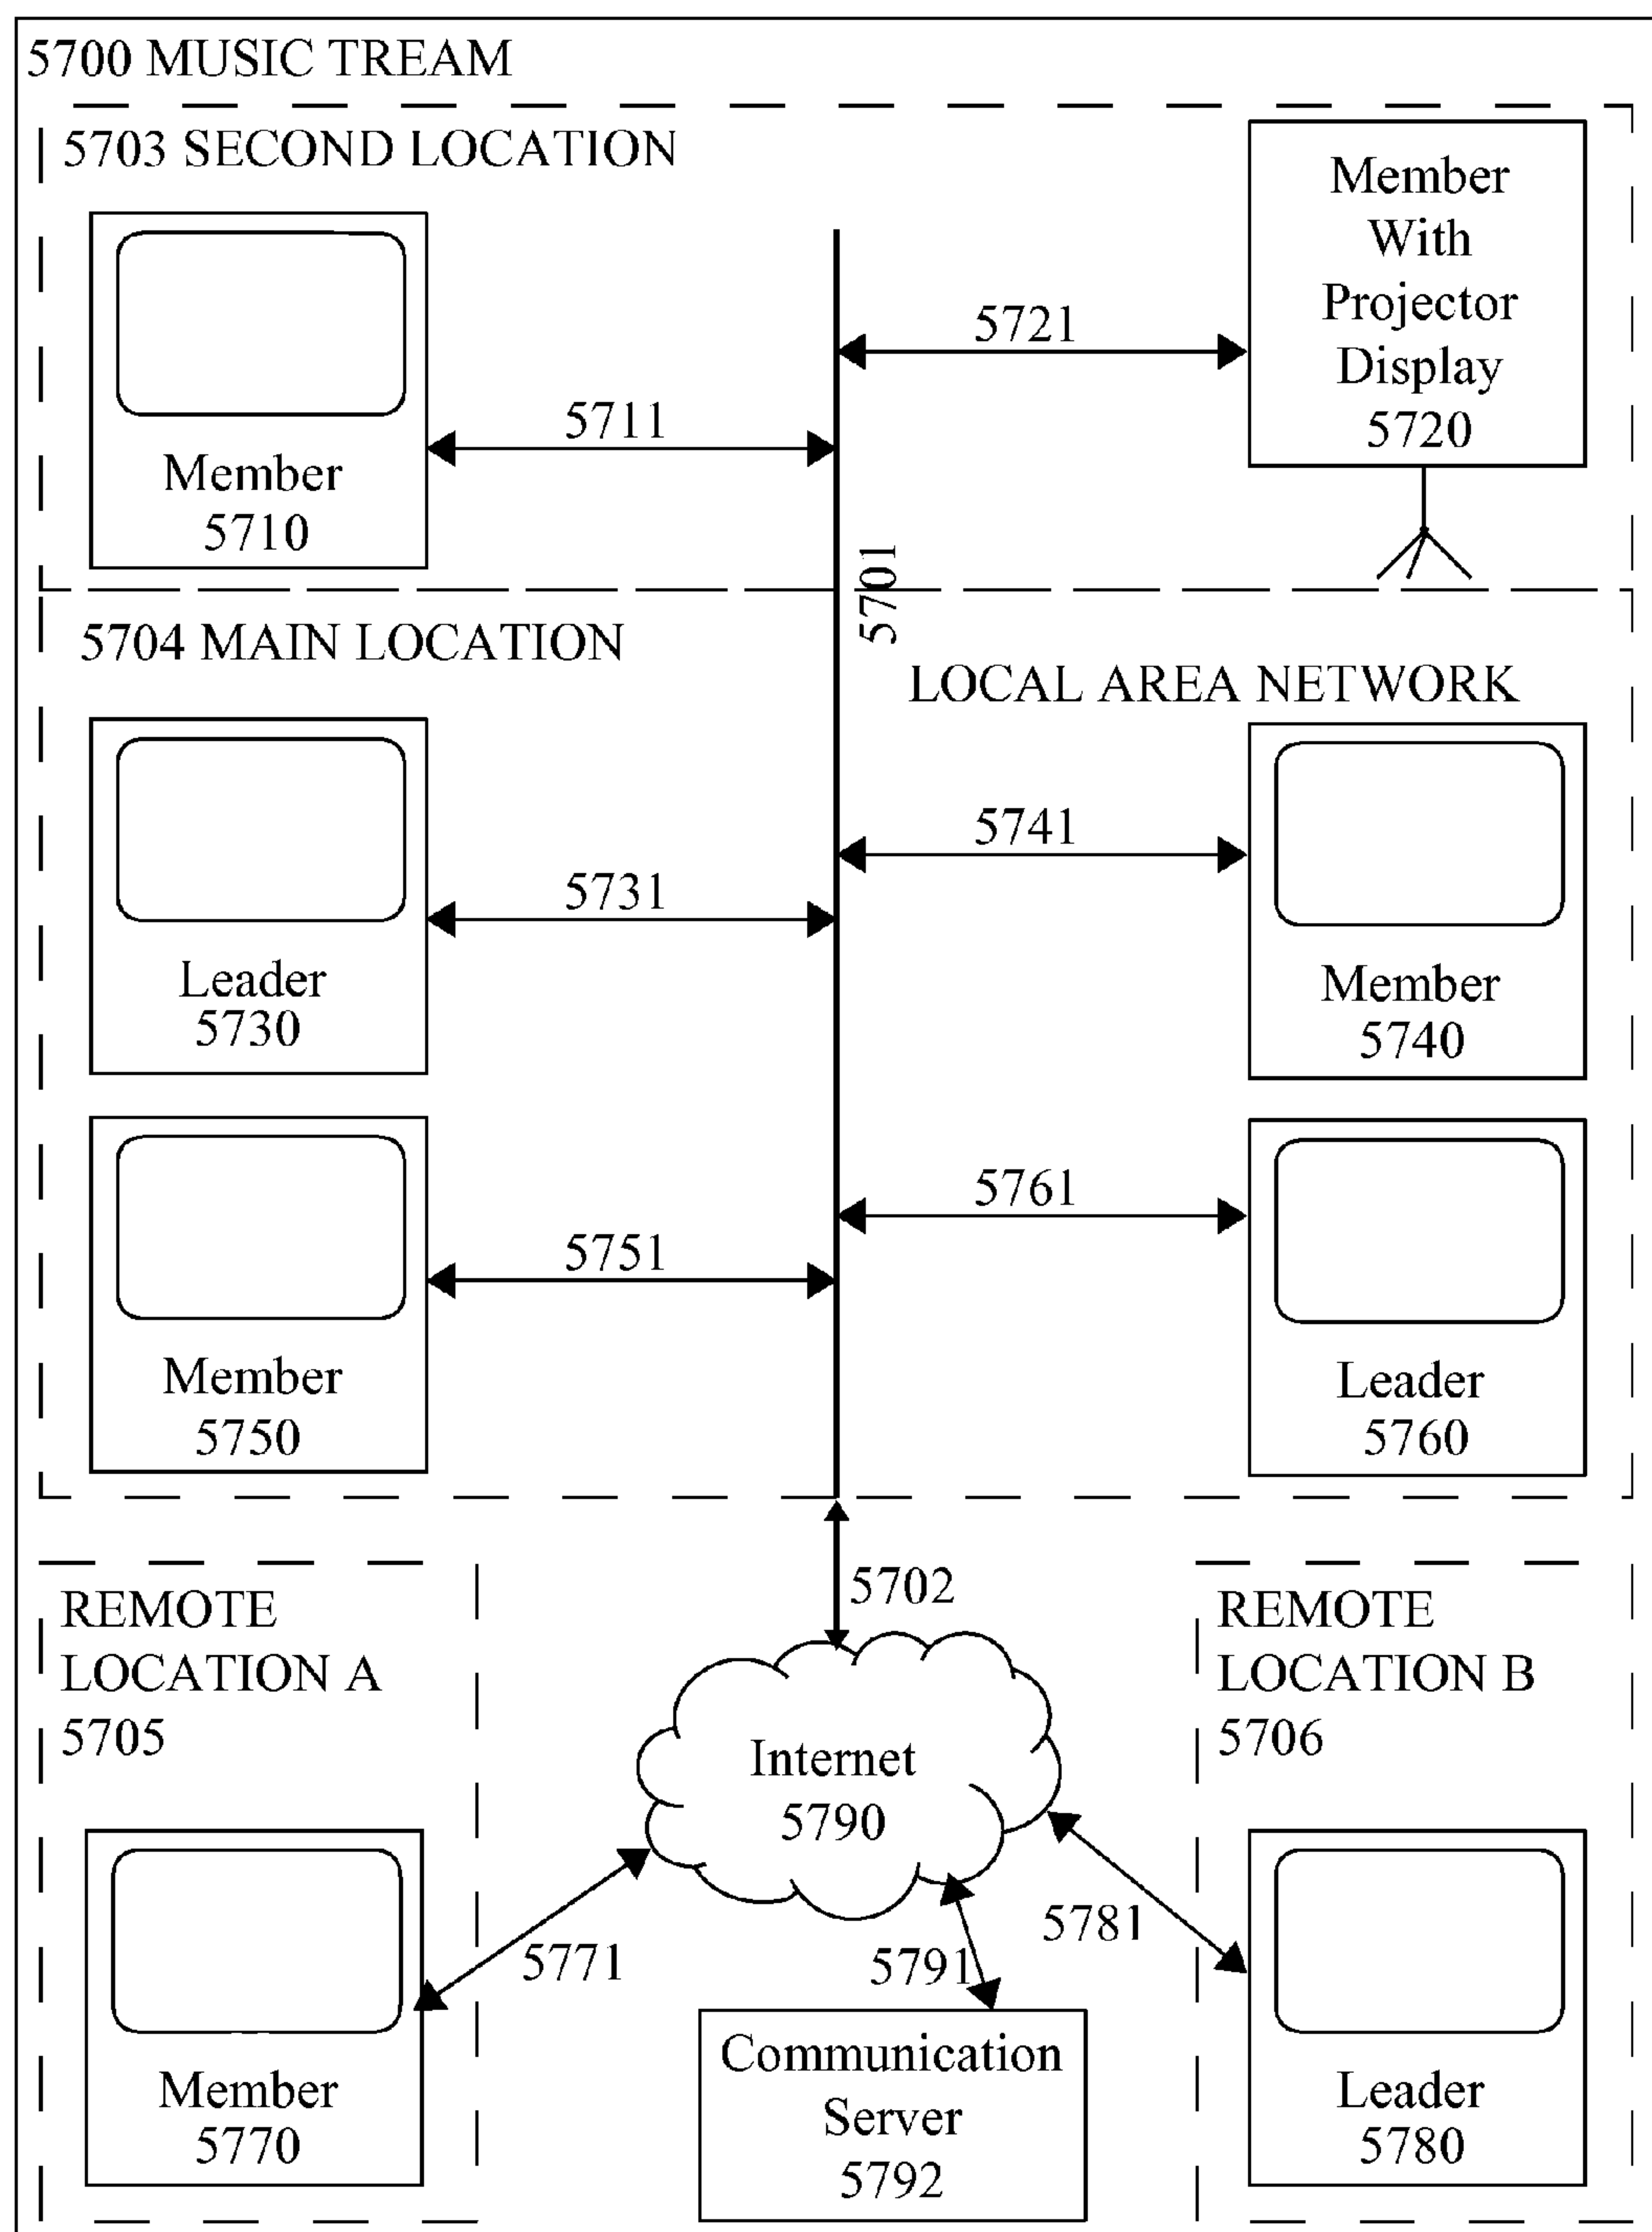 5700 MUSIC TREAM
5703 SECOND LOCATION
Member
With
Projector
Display
5720
5721
5711
Member
5710
5701
5704 MAIN LOCATION
LOCAL AREA NETWORK
5741
5731
Leader
5730
Member
5740
5761
5751
Member
5750
Leader
5760
5702
REMOTE
LOCATION A
5705
REMOTE
LOCATION B
5706
Internet
5790
5771
5791
5781
Member
5770
Communication
Server
5792
Leader
5780